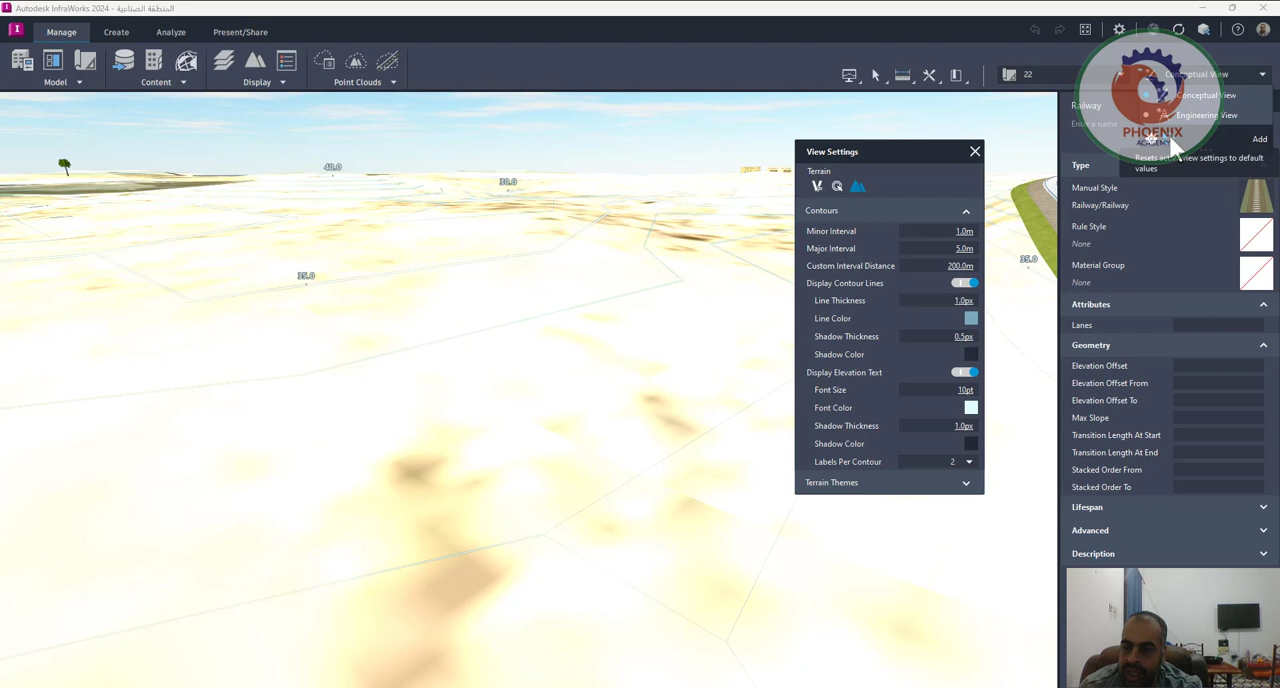 Autodesk InfraWorks 2024 - المنطقة الصناعية
Manage
Create
Analyze
Present/Share
Model
Content
Display
Point Clouds
22
Conceptual View
Conceptual View
Engineering View
Add
Resets active view settings to default values
PHOENIX
ACADEMY
Railway
Enter a name
40.0
30.0
35.0
35.0
View Settings
Terrain
Contours
Minor Interval 1.0m
Major Interval 5.0m
Custom Interval Distance 200.0m
Display Contour Lines
Line Thickness 1.0px
Line Color
Shadow Thickness 0.5px
Shadow Color
Display Elevation Text
Font Size 10pt
Font Color
Shadow Thickness 1.0px
Shadow Color
Labels Per Contour 2
Terrain Themes
Type
Manual Style
Railway/Railway
Rule Style
None
Material Group
None
Attributes
Lanes
Geometry
Elevation Offset
Elevation Offset From
Elevation Offset To
Max Slope
Transition Length At Start
Transition Length At End
Stacked Order From
Stacked Order To
Lifespan
Advanced
Description